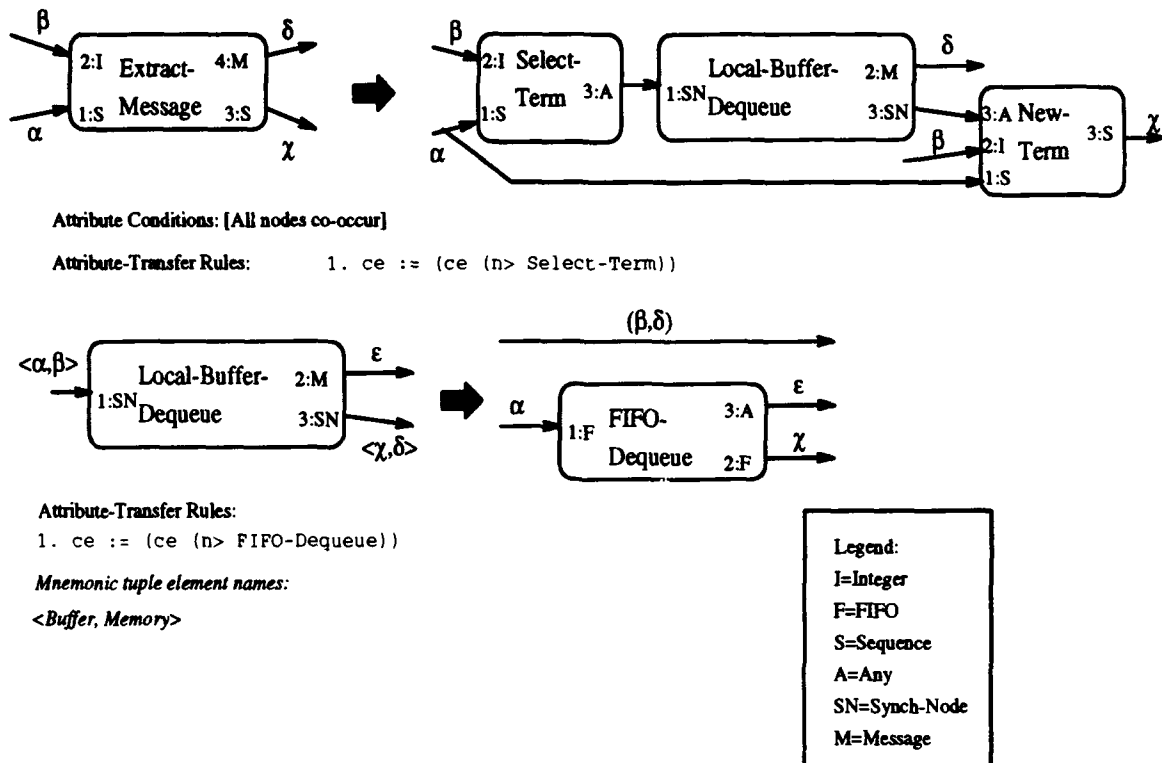 β
2:I Extract- 4:M
Message
1:S 3:S
α
δ
χ
β
2:I Select-
Term 3:A
1:S
α
Local-Buffer- 2:M
1:SN Dequeue
3:SN
δ
3:A New-
β 2:I Term 3:S
1:S
χ
Attribute Conditions: [All nodes co-occur]
Attribute-Transfer Rules: 1. ce := (ce (n> Select-Term))
<α,β>
Local-Buffer- 2:M
1:SN Dequeue
3:SN
ε
<χ,δ>
(β,δ)
α
1:F FIFO- 3:A
Dequeue 2:F
ε
χ
Attribute-Transfer Rules:
1. ce := (ce (n> FIFO-Dequeue))
Mnemonic tuple element names:
<Buffer, Memory>
Legend:
I=Integer
F=FIFO
S=Sequence
A=Any
SN=Synch-Node
M=Message